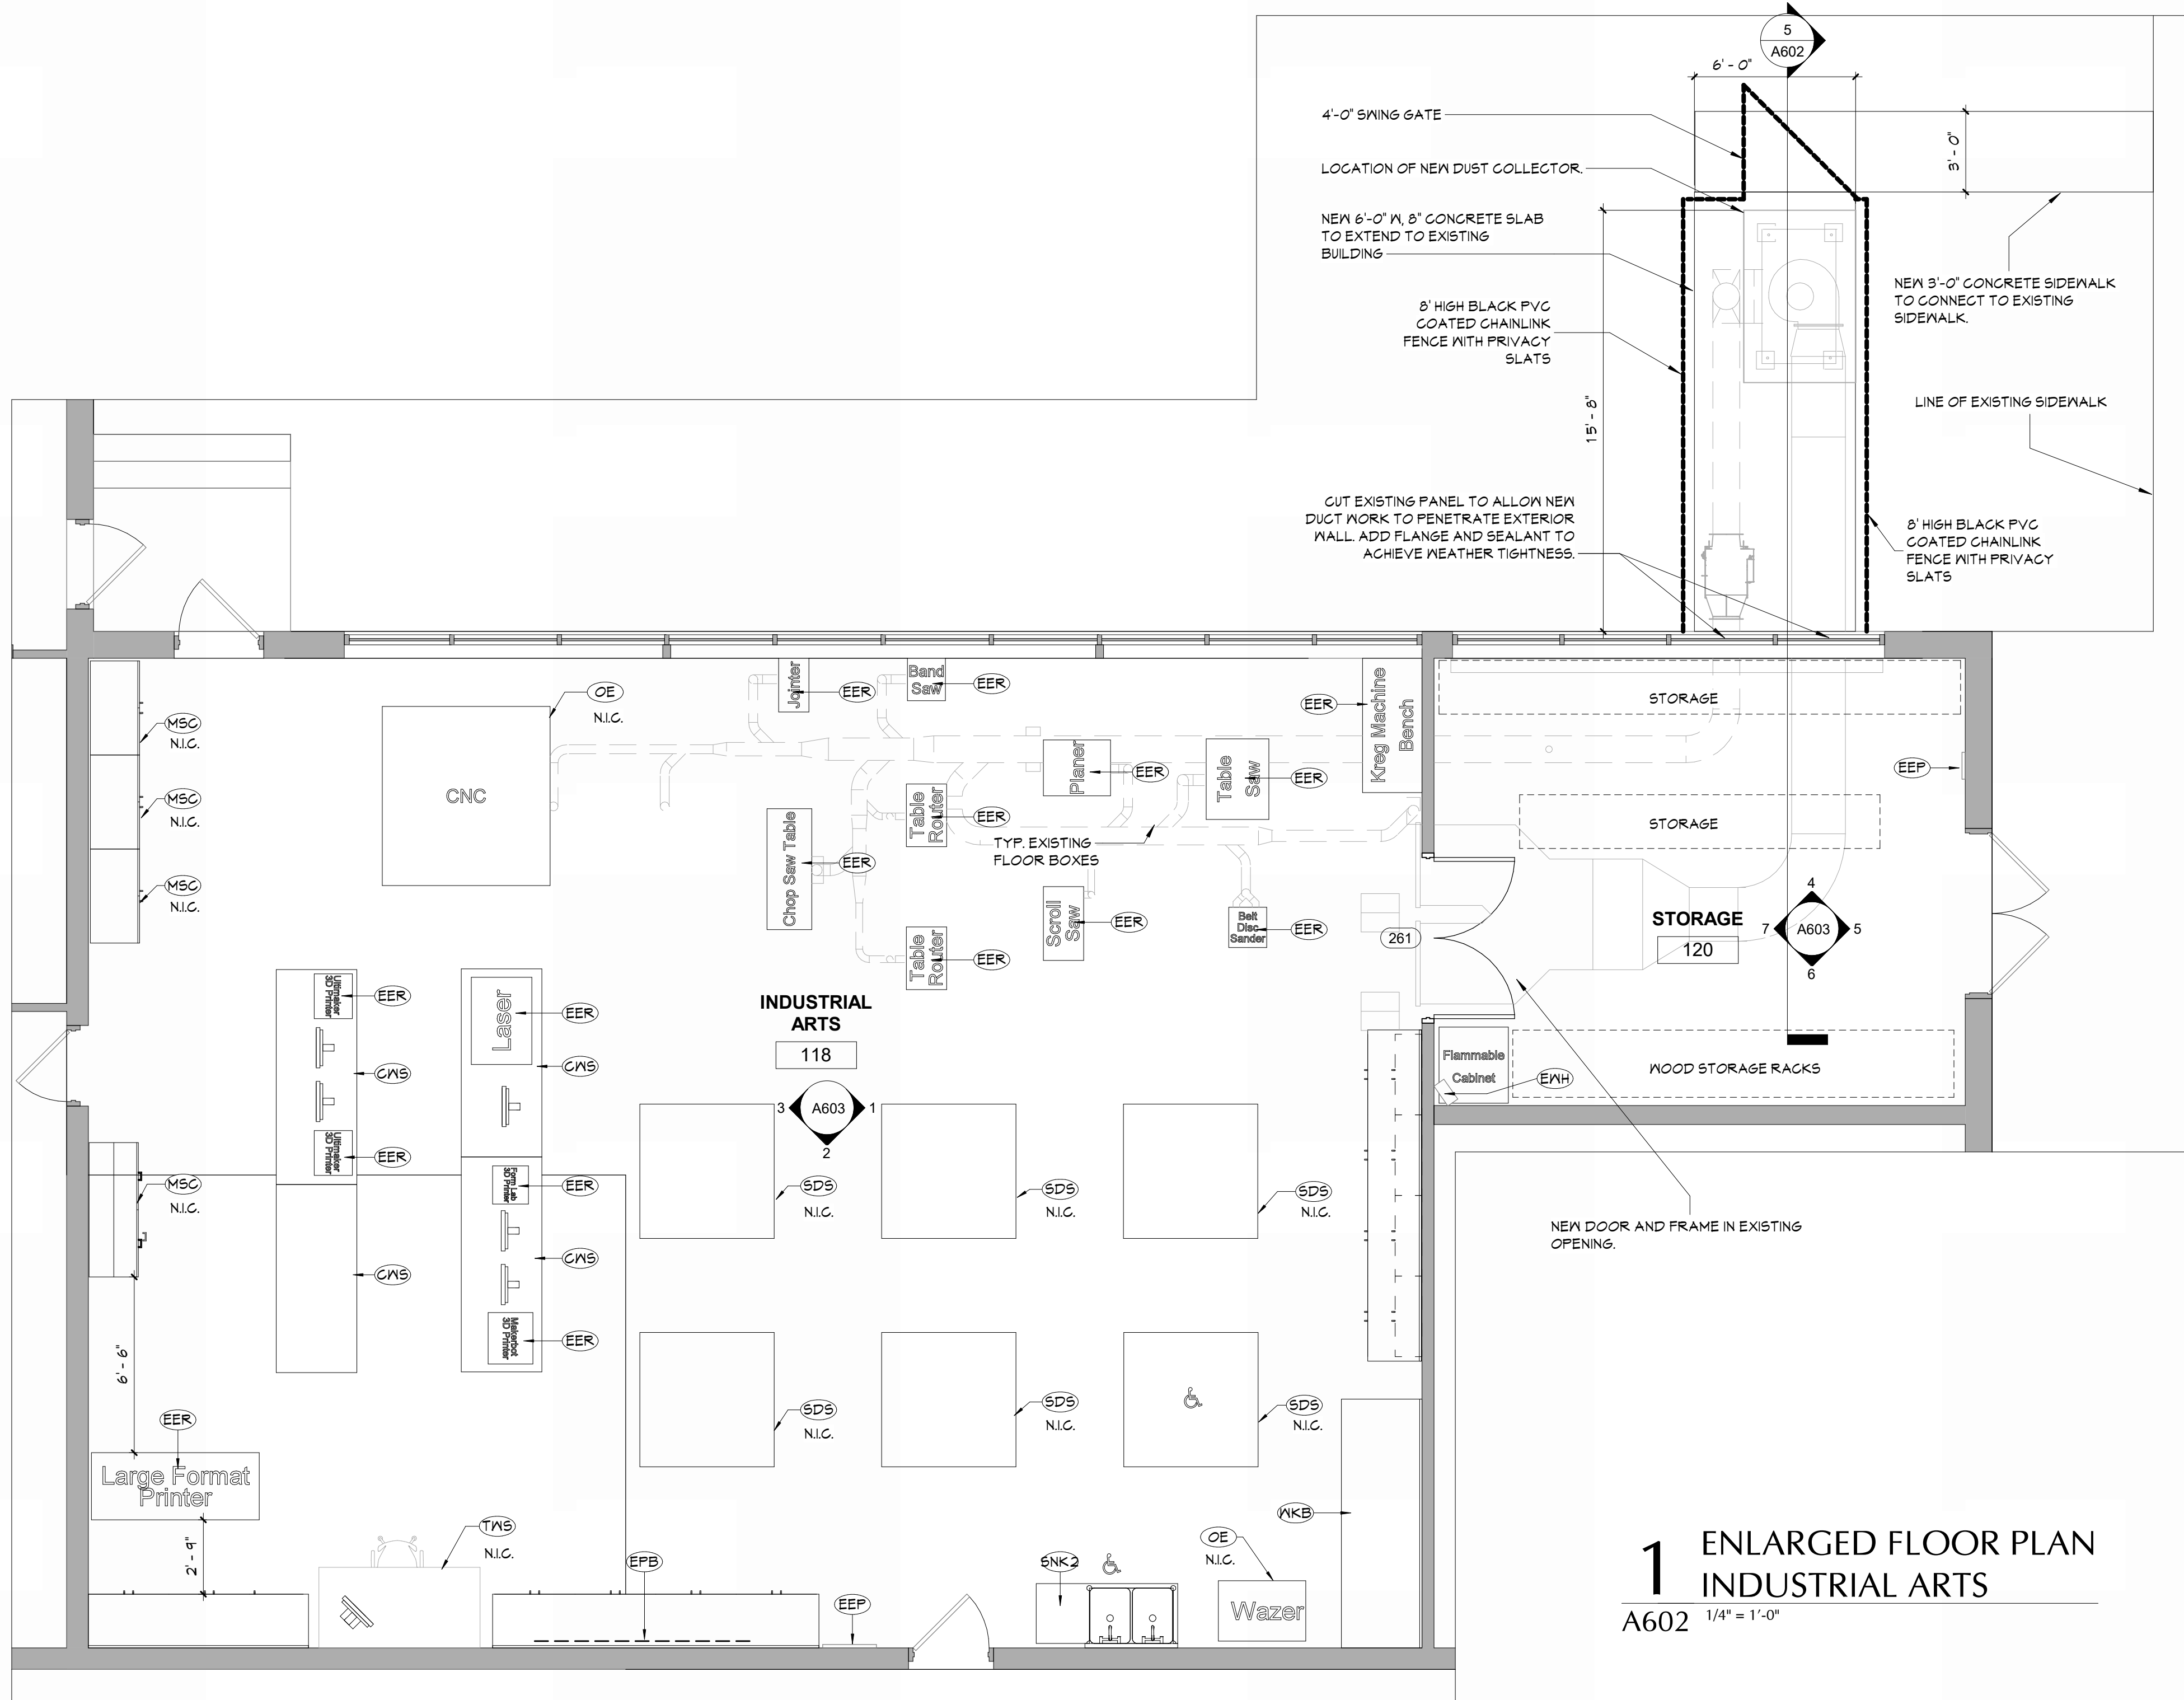 5
A602
6' - 0"
4'-0" SWING GATE
LOCATION OF NEW DUST COLLECTOR.
3' - 0"
NEW 6'-0" W, 8" CONCRETE SLAB
TO EXTEND TO EXISTING
BUILDING
NEW 3'-0" CONCRETE SIDEWALK
TO CONNECT TO EXISTING
SIDEWALK.
8' HIGH BLACK PVC
COATED CHAINLINK
FENCE WITH PRIVACY
SLATS
15' - 8"
LINE OF EXISTING SIDEWALK
CUT EXISTING PANEL TO ALLOW NEW
DUCT WORK TO PENETRATE EXTERIOR
WALL. ADD FLANGE AND SEALANT TO
ACHIEVE WEATHER TIGHTNESS.
8' HIGH BLACK PVC
COATED CHAINLINK
FENCE WITH PRIVACY
SLATS
MSC
N.I.C.
MSC
N.I.C.
MSC
N.I.C.
OE
N.I.C.
CNC
Jointer
EER
Band
Saw
EER
EER
Kreg Machine
Bench
Planer
EER
Table
Saw
EER
Table
Router
EER
Chop Saw Table
EER
TYP. EXISTING
FLOOR BOXES
Scroll
Saw
EER
Belt
Disc
Sander
EER
Table
Router
EER
261
STORAGE
STORAGE
EEP
STORAGE
120
4
7
A603
5
6
Flammable
Cabinet
EWH
WOOD STORAGE RACKS
NEW DOOR AND FRAME IN EXISTING
OPENING.
INDUSTRIAL
ARTS
118
3
A603
1
2
Ultimaker
3D Printer
EER
CWS
Ultimaker
3D Printer
EER
CWS
Laser
EER
CWS
Form Lab
3D Printer
EER
CWS
Makerbot
3D Printer
EER
MSC
N.I.C.
6' - 6"
EER
Large Format
Printer
2' - 9"
SDS
N.I.C.
SDS
N.I.C.
SDS
N.I.C.
SDS
N.I.C.
SDS
N.I.C.
SDS
N.I.C.
TWS
N.I.C.
EPB
EEP
SNK2
OE
N.I.C.
Wazer
WKB
1
ENLARGED FLOOR PLAN
INDUSTRIAL ARTS
A602
1/4" = 1'-0"